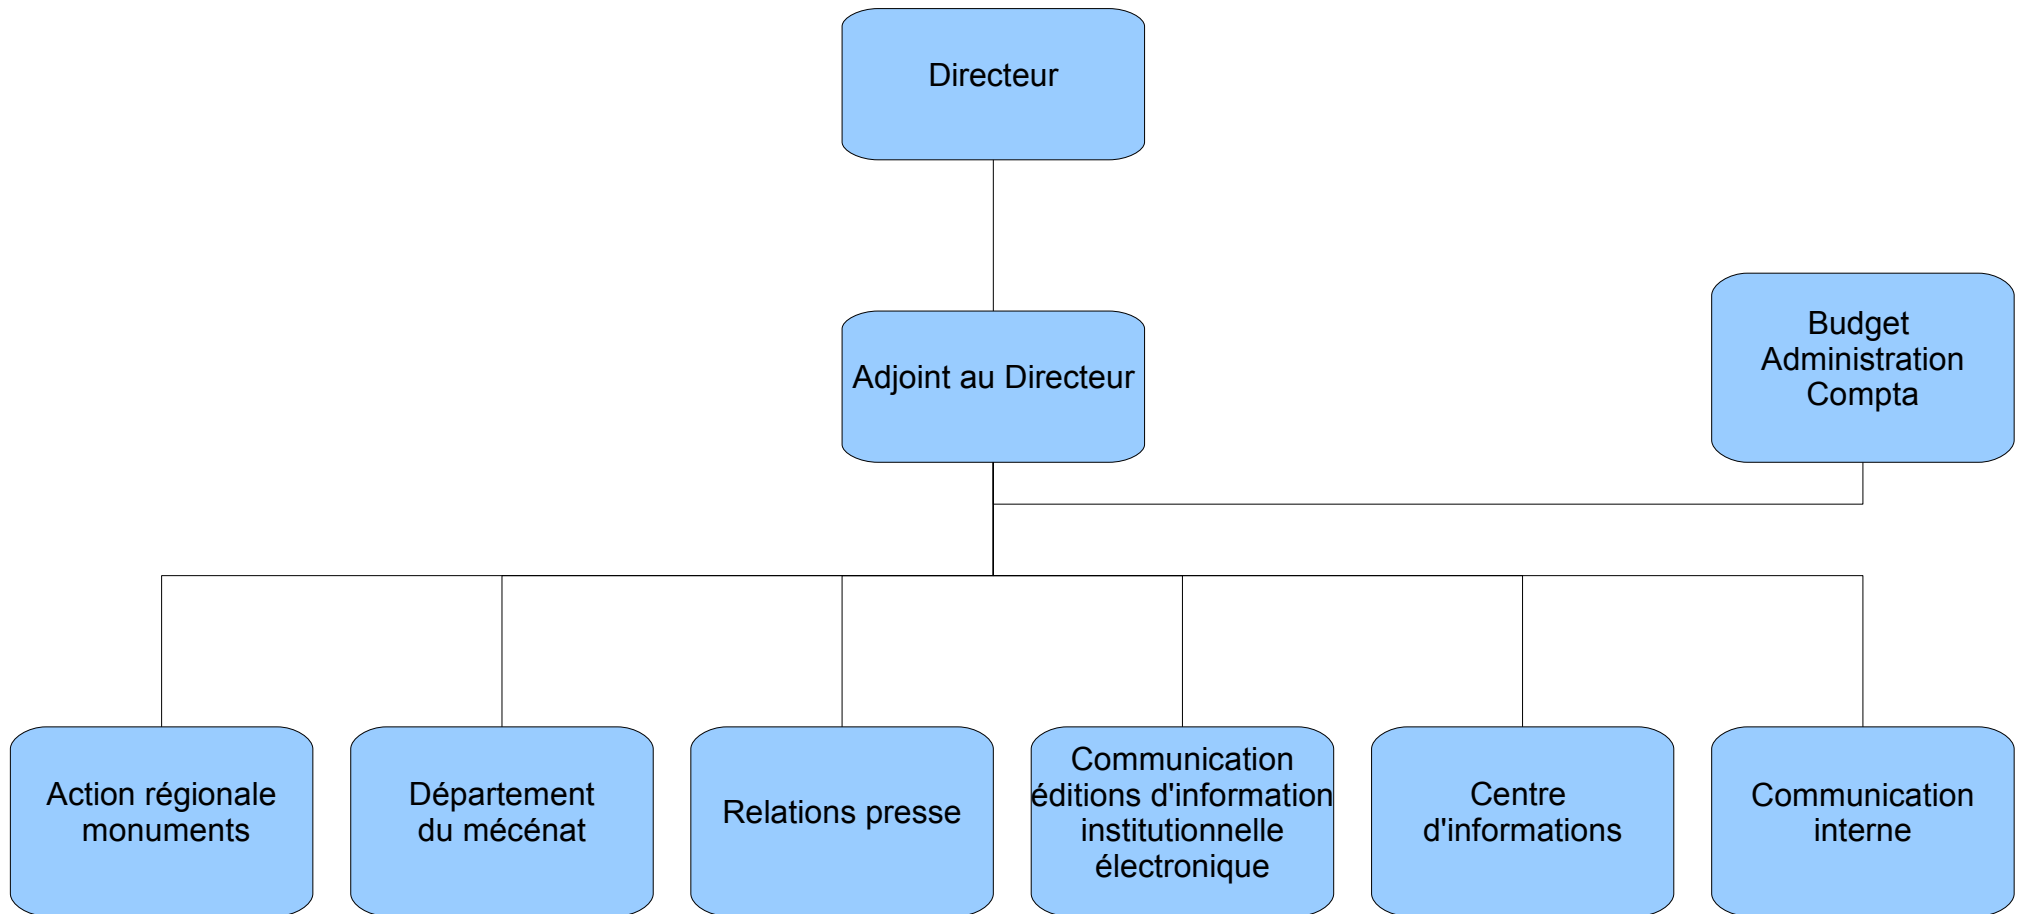 Directeur
Adjoint au Directeur
Budget
Administration
Compta
Action régionale
monuments
Département
du mécénat
Relations presse
Communication
éditions d'information
institutionnelle
électronique
Centre
d'informations
Communication
interne